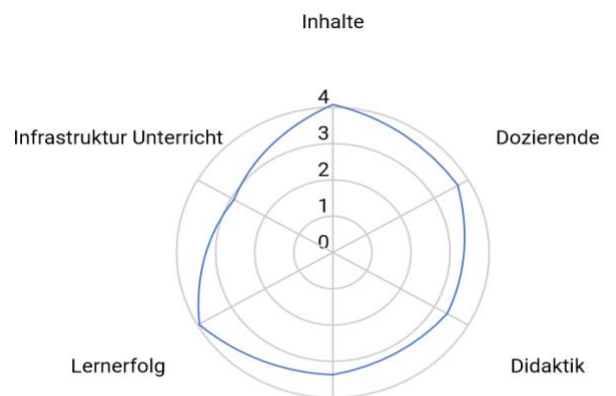 Inhalte
4
Infrastruktur Unterricht
Dozierende
3
2
1
0
Lernerfolg
Didaktik